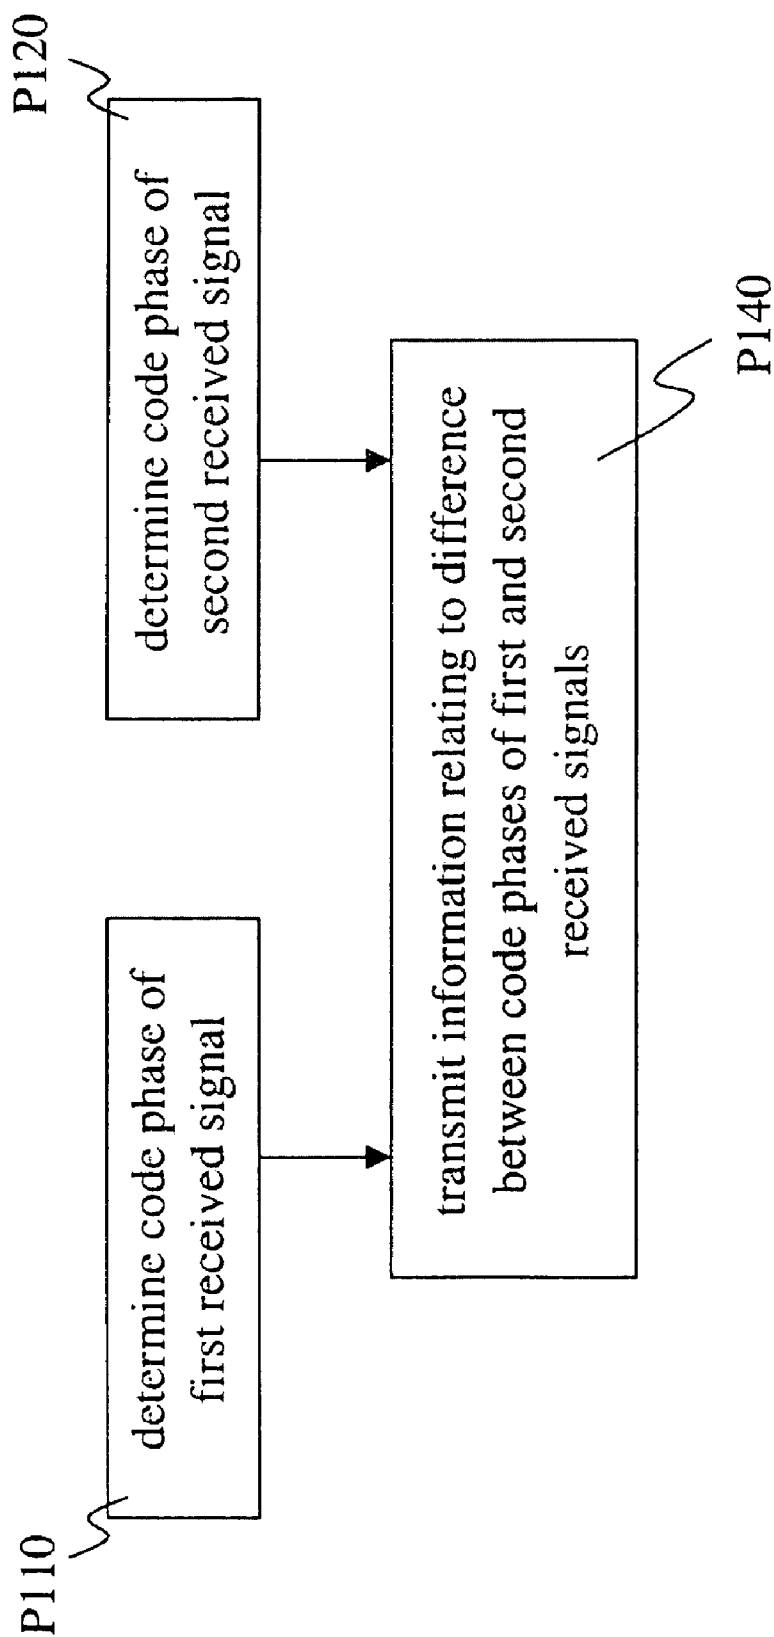 P110
determine code phase of
first received signal
P120
determine code phase of
second received signal
transmit information relating to difference
between code phases of first and second
received signals
P140